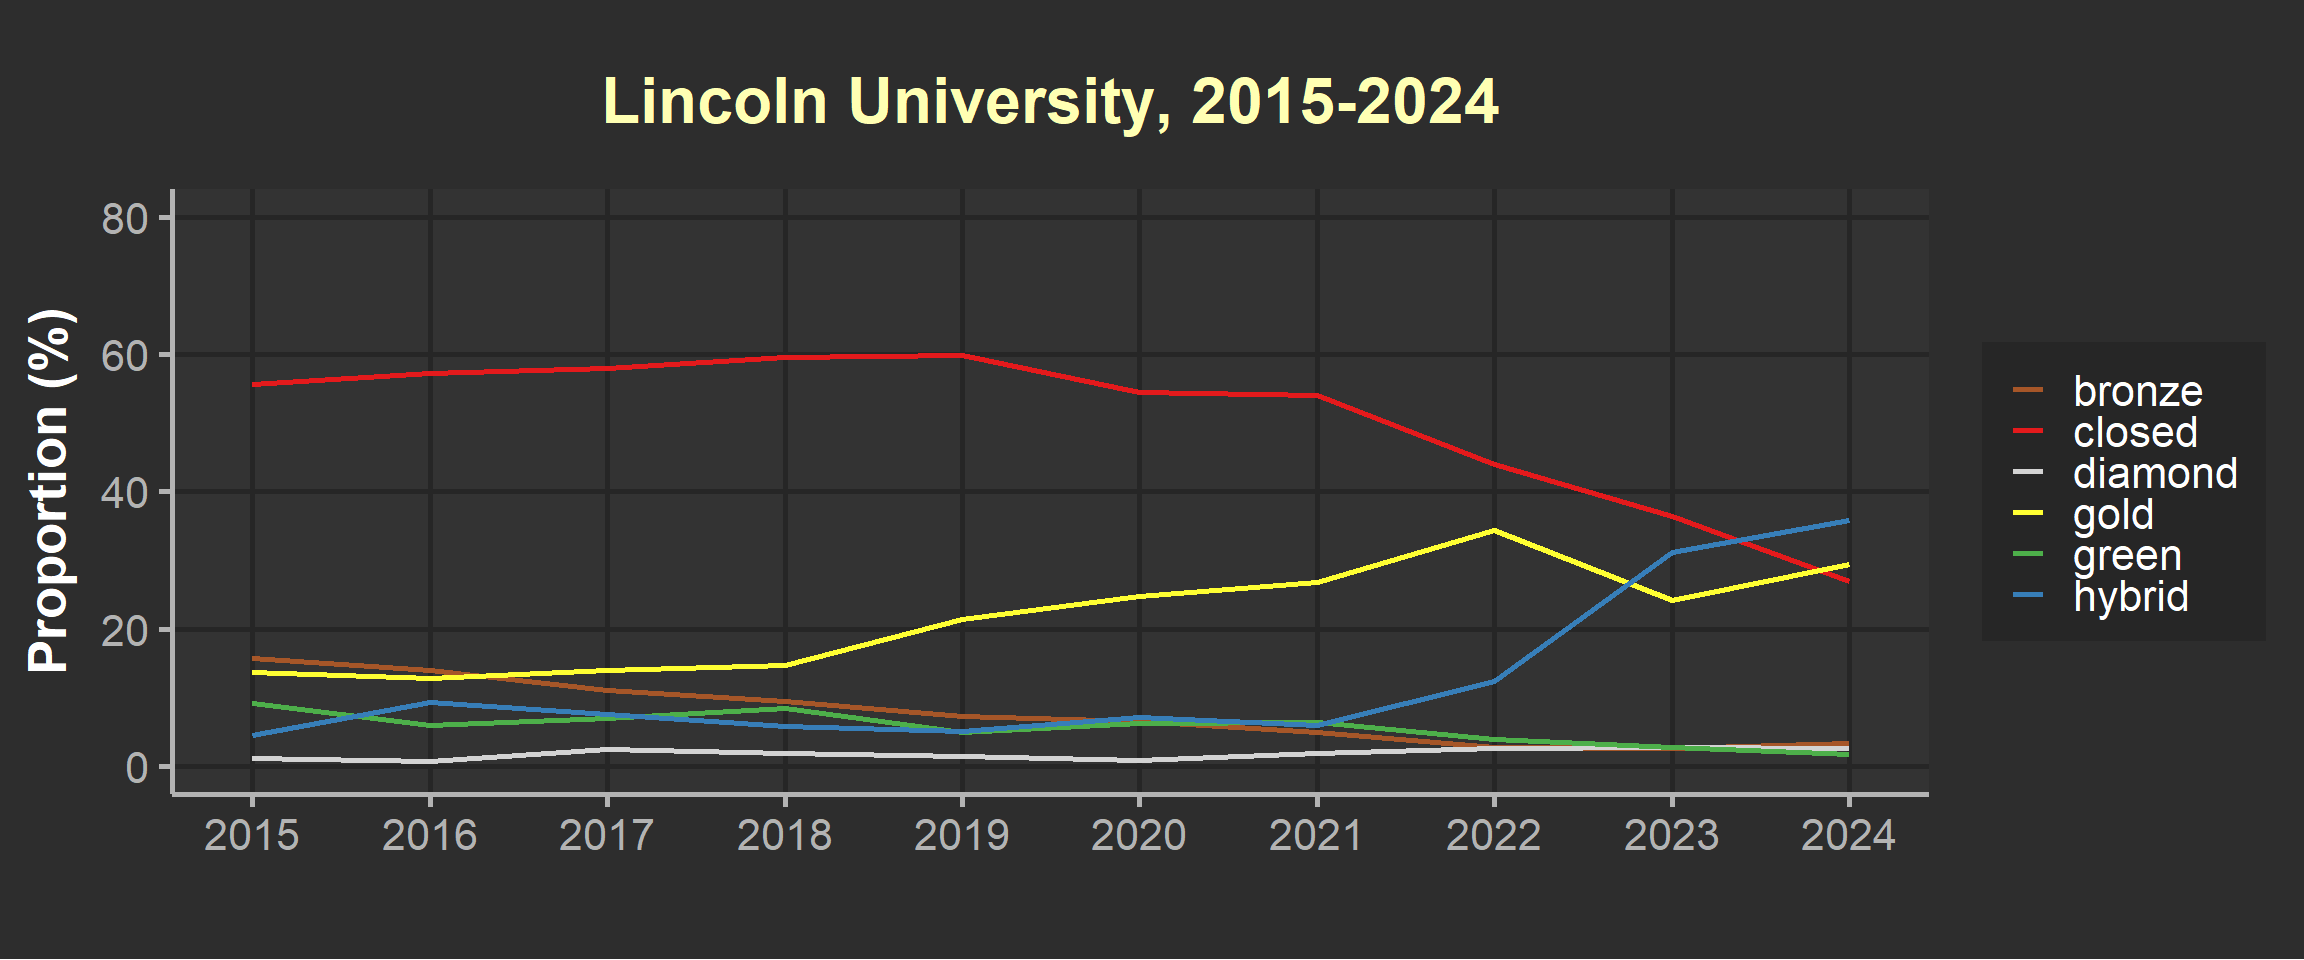 Lincoln University, 2015-2024
Proportion (%)
80
60
40
20
0
2015 2016 2017 2018 2019 2020 2021 2022 2023 2024
bronze
closed
diamond
gold
green
hybrid